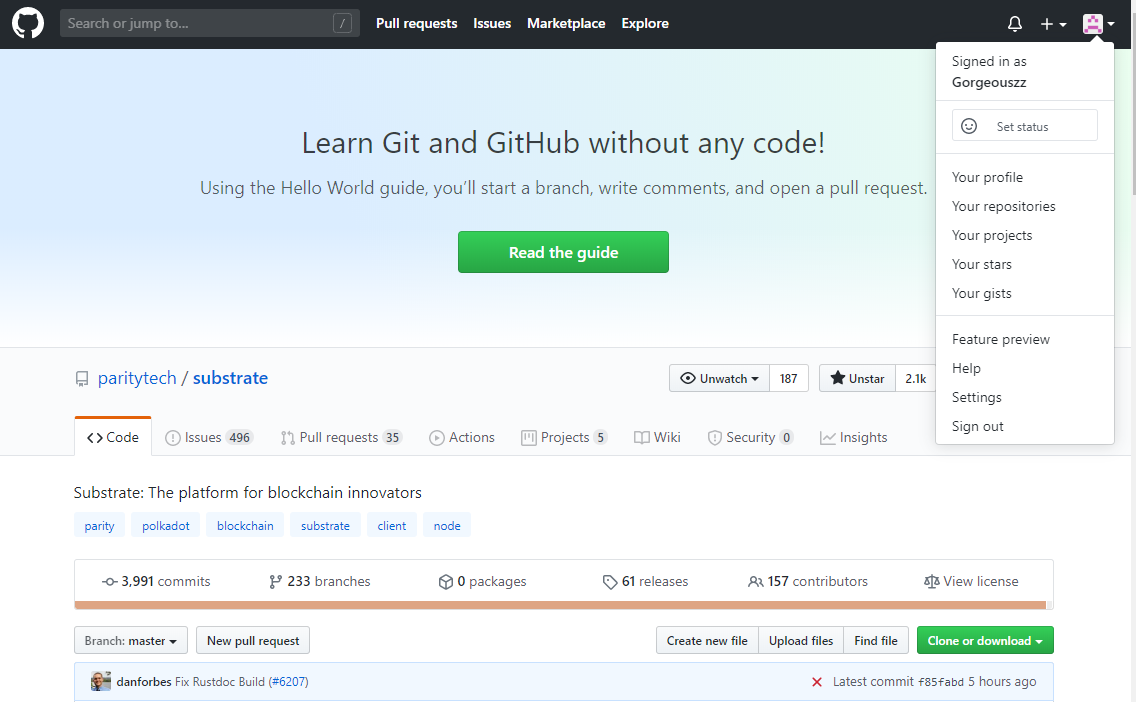 Search or jump to... / Pull requests Issues Marketplace Explore
Signed in as
Gorgeouszz
Set status
Your profile
Your repositories
Your projects
Your stars
Your gists
Feature preview
Help
Settings
Sign out
Learn Git and GitHub without any code!
Using the Hello World guide, you’ll start a branch, write comments, and open a pull request.
Read the guide
paritytech / substrate Unwatch 187 Unstar 2.1k
Code Issues 496 Pull requests 35 Actions Projects 5 Wiki Security 0 Insights
Substrate: The platform for blockchain innovators
parity polkadot blockchain substrate client node
3,991 commits 233 branches 0 packages 61 releases 157 contributors View license
Branch: master New pull request Create new file Upload files Find file Clone or download
danforbes Fix Rustdoc Build (#6207) Latest commit f85fabd 5 hours ago